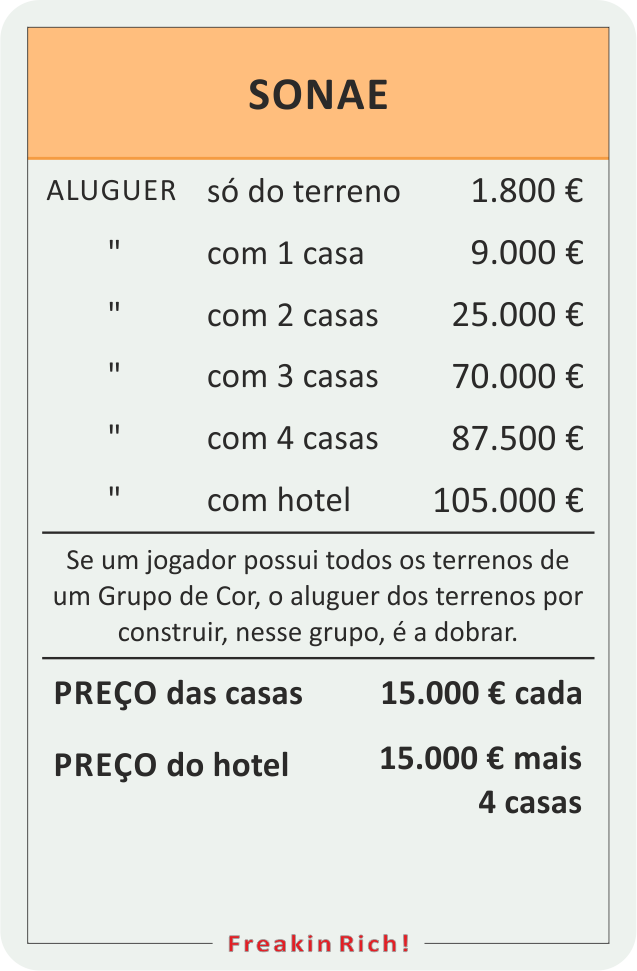 SONAE
ALUGUER só do terreno 1.800 €
" com 1 casa 9.000 €
" com 2 casas 25.000 €
" com 3 casas 70.000 €
" com 4 casas 87.500 €
" com hotel 105.000 €
Se um jogador possui todos os terrenos de
um Grupo de Cor, o aluguer dos terrenos por
construir, nesse grupo, é a dobrar.
PREÇO das casas 15.000 € cada
PREÇO do hotel 15.000 € mais
4 casas
Freakin Rich!